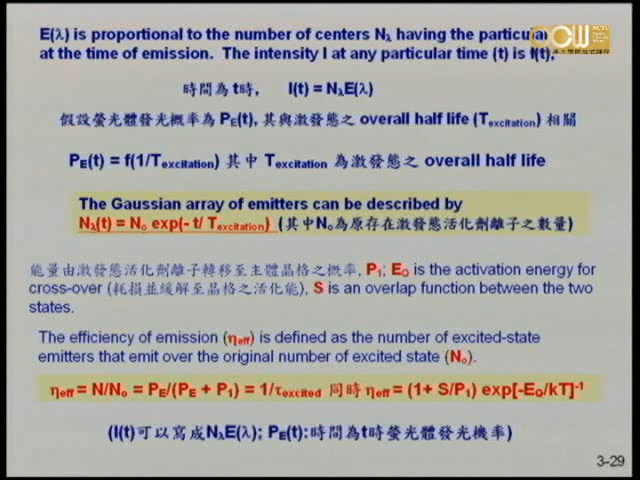 E(λ) is proportional to the number of centers Nλ having the particular
at the time of emission. The intensity I at any particular time (t) is I(t),
時間為 t時, I(t) = NλE(λ)
假設螢光體發光概率為 PE(t), 其與激發態之 overall half life (Texcitation) 相關
PE(t) = f(1/Texcitation) 其中 Texcitation 為激發態之 overall half life
The Gaussian array of emitters can be described by
Nλ(t) = No exp(- t/ Texcitation) (其中No為原存在激發態活化劑離子之數量)
能量由激發態活化劑離子轉移至主體晶格之概率, P1; EQ is the activation energy for
cross-over (耗損並緩解至晶格之活化能), S is an overlap function between the two
states.
The efficiency of emission (ηeff) is defined as the number of excited-state
emitters that emit over the original number of excited state (No).
ηeff = N/No = PE/(PE + P1) = 1/τexcited 同時 ηeff = (1+ S/P1) exp[-EQ/kT]-1
(I(t)可以寫成NλE(λ); PE(t):時間為t時螢光體發光機率)
3-29